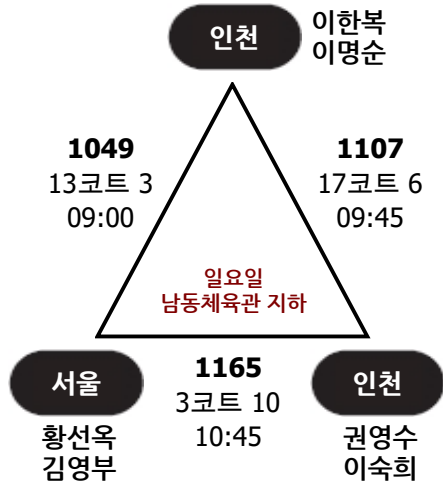 인천
이한복
이명순
1049
13코트 3
09:00
1107
17코트 6
09:45
일요일
남동체육관 지하
서울
황선옥
김영부
1165
3코트 10
10:45
인천
권영수
이숙희